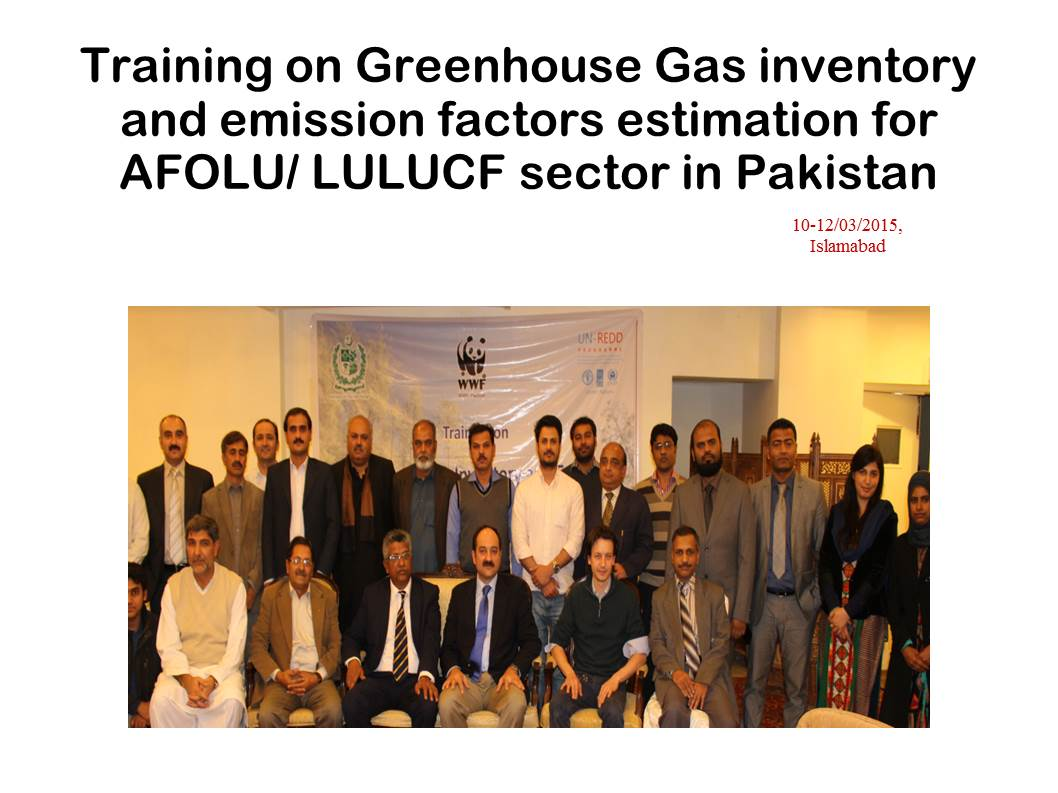 Training on Greenhouse Gas inventory
and emission factors estimation for
AFOLU/ LULUCF sector in Pakistan
10-12/03/2015,
Islamabad
WWF
UN-REDD
PROGRAMME